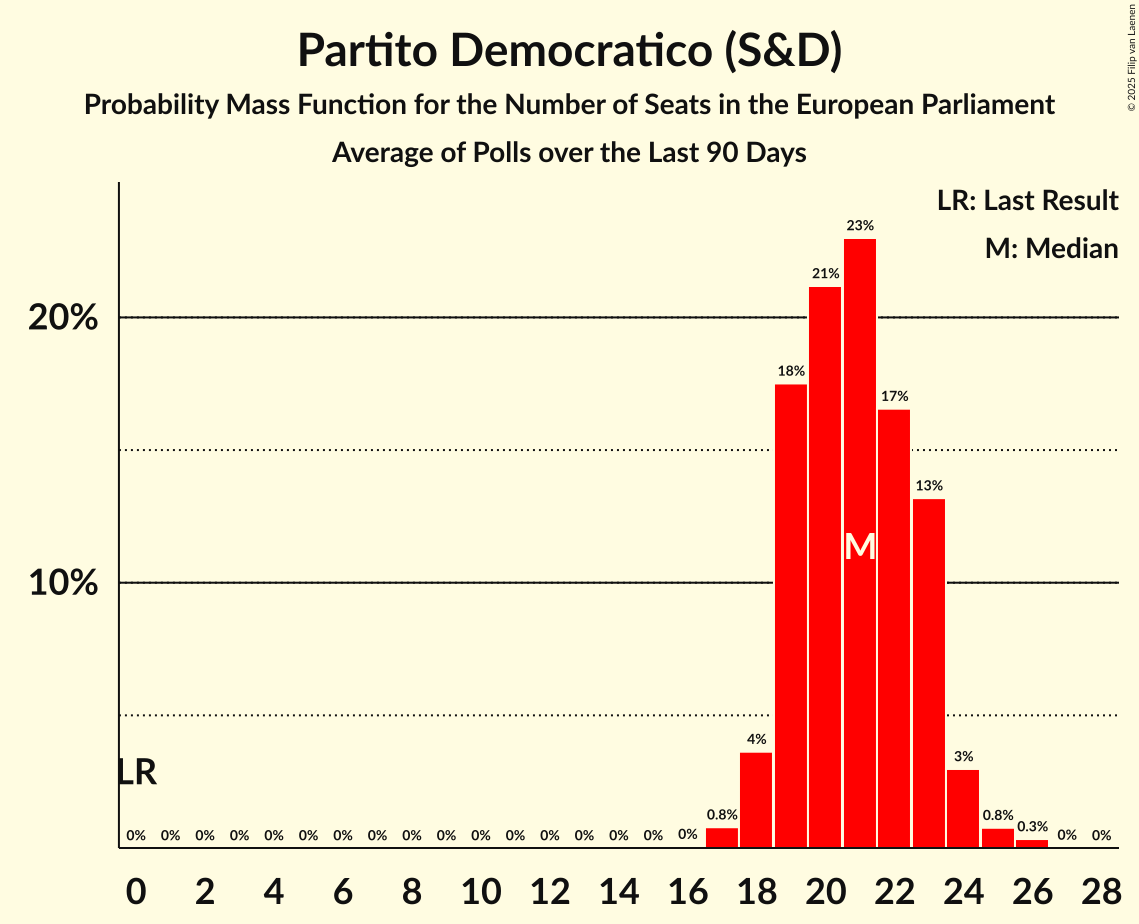 Partito Democratico (S&D)
Probability Mass Function for the Number of Seats in the European Parliament
Average of Polls over the Last 90 Days
© 2025 Filip van Laenen
LR: Last Result
M: Median
23%
21%
20%
18%
17%
13%
M
10%
4%
3%
LR
0.8% 0.8% 0.3%
0% 0% 0% 0% 0% 0% 0% 0% 0% 0% 0% 0% 0% 0% 0% 0% 0% 0% 0%
0 2 4 6 8 10 12 14 16 18 20 22 24 26 28